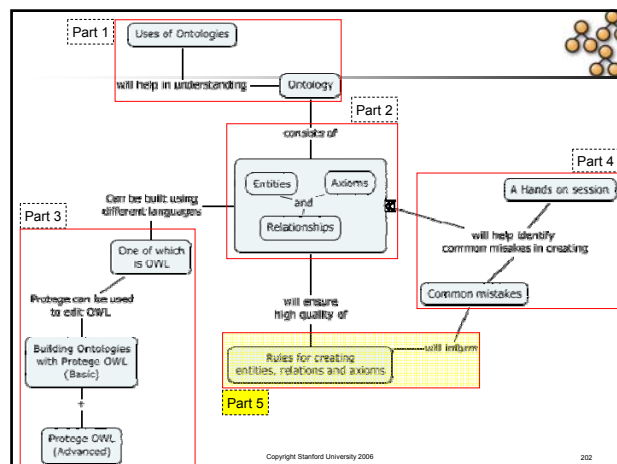 Part 1
Uses of Ontologies
will help in understanding
Ontology
Part 2
consists of
Entities
Axioms
and
Relationships
Part 4
A Hands on session
will help identify
common misakes in creating
Common mistakes
Can be built using
different languages
Part 3
One of which
is OWL
Protege can be used
to edit OWL
Building Ontologies
with Protege OWL
(Basic)
+
Protege OWL
(Advanced)
will ensure
high quality of
Rules for creating
entities, relations and axioms
will inform
Part 5
Copyright Stanford University 2006
202